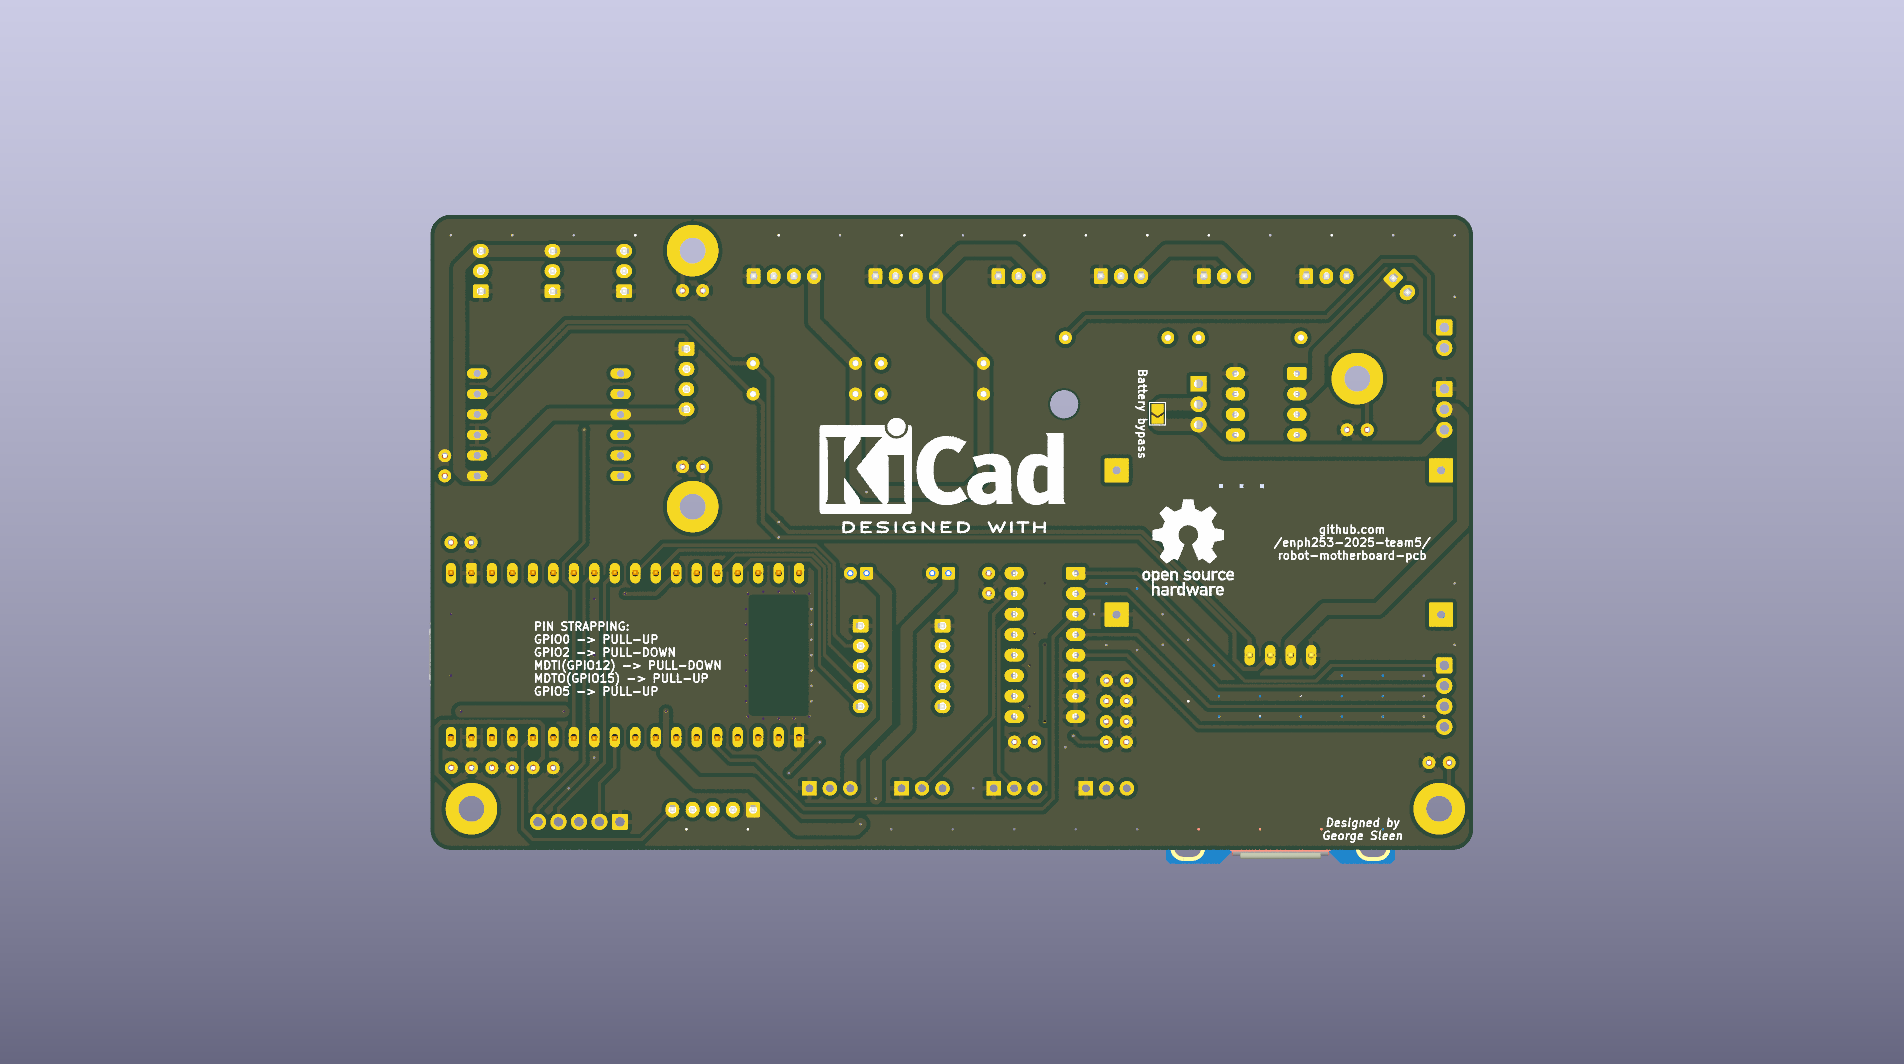 Battery bypass
KiCad
DESIGNED WITH
open source
hardware
github.com
/enph253-2025-team5/
robot-motherboard-pcb
PIN STRAPPING:
GPIO0 -> PULL-UP
GPIO2 -> PULL-DOWN
MDTI(GPIO12) -> PULL-DOWN
MDTO(GPIO15) -> PULL-UP
GPIO5 -> PULL-UP
Designed by
George Sleen